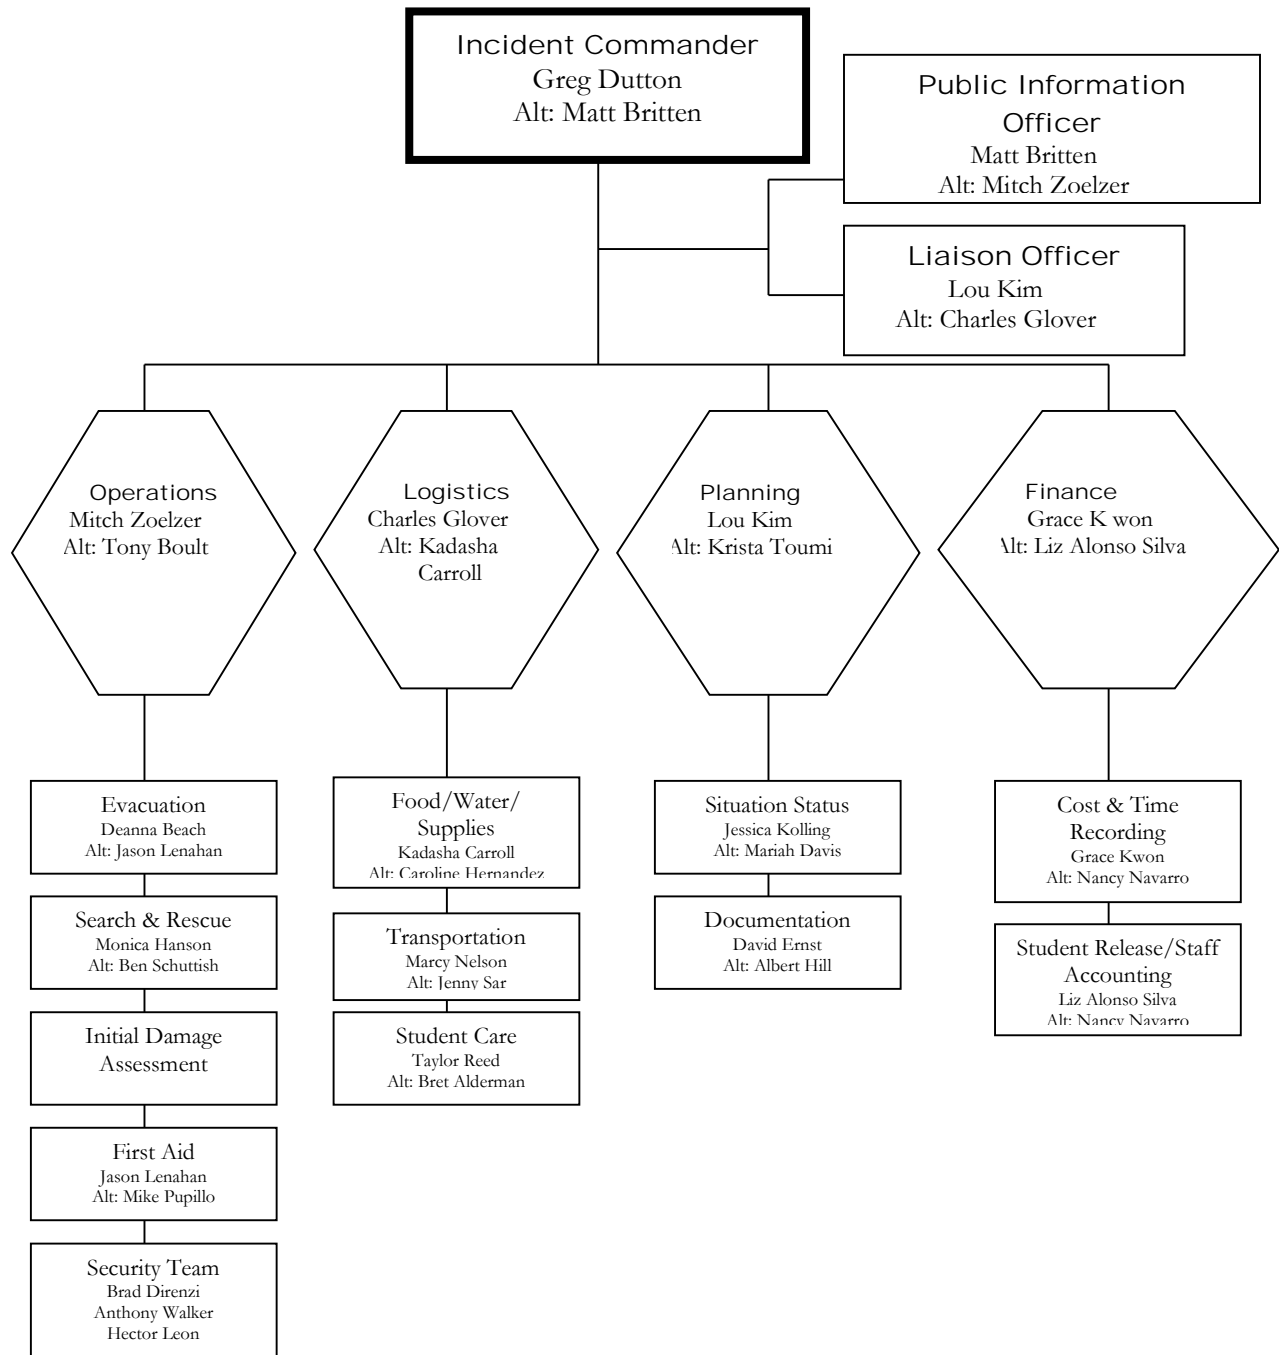 Incident Commander
Greg Dutton
Alt: Matt Britten
Public Information
Officer
Matt Britten
Alt: Mitch Zoelzer
Liaison Officer
Lou Kim
Alt: Charles Glover
Operations
Mitch Zoelzer
Alt: Tony Boult
Logistics
Charles Glover
Alt: Kadasha
Carroll
Planning
Lou Kim
Alt: Krista Toumi
Finance
Grace K won
Alt: Liz Alonso Silva
Evacuation
Deanna Beach
Alt: Jason Lenahan
Search & Rescue
Monica Hanson
Alt: Ben Schuttish
Initial Damage
Assessment
First Aid
Jason Lenahan
Alt: Mike Pupillo
Security Team
Brad Direnzi
Anthony Walker
Hector Leon
Food/Water/
Supplies
Kadasha Carroll
Alt: Caroline Hernandez
Transportation
Marcy Nelson
Alt: Jenny Sar
Student Care
Taylor Reed
Alt: Bret Alderman
Situation Status
Jessica Kolling
Alt: Mariah Davis
Documentation
David Ernst
Alt: Albert Hill
Cost & Time
Recording
Grace Kwon
Alt: Nancy Navarro
Student Release/Staff
Accounting
Liz Alonso Silva
Alt: Nancy Navarro